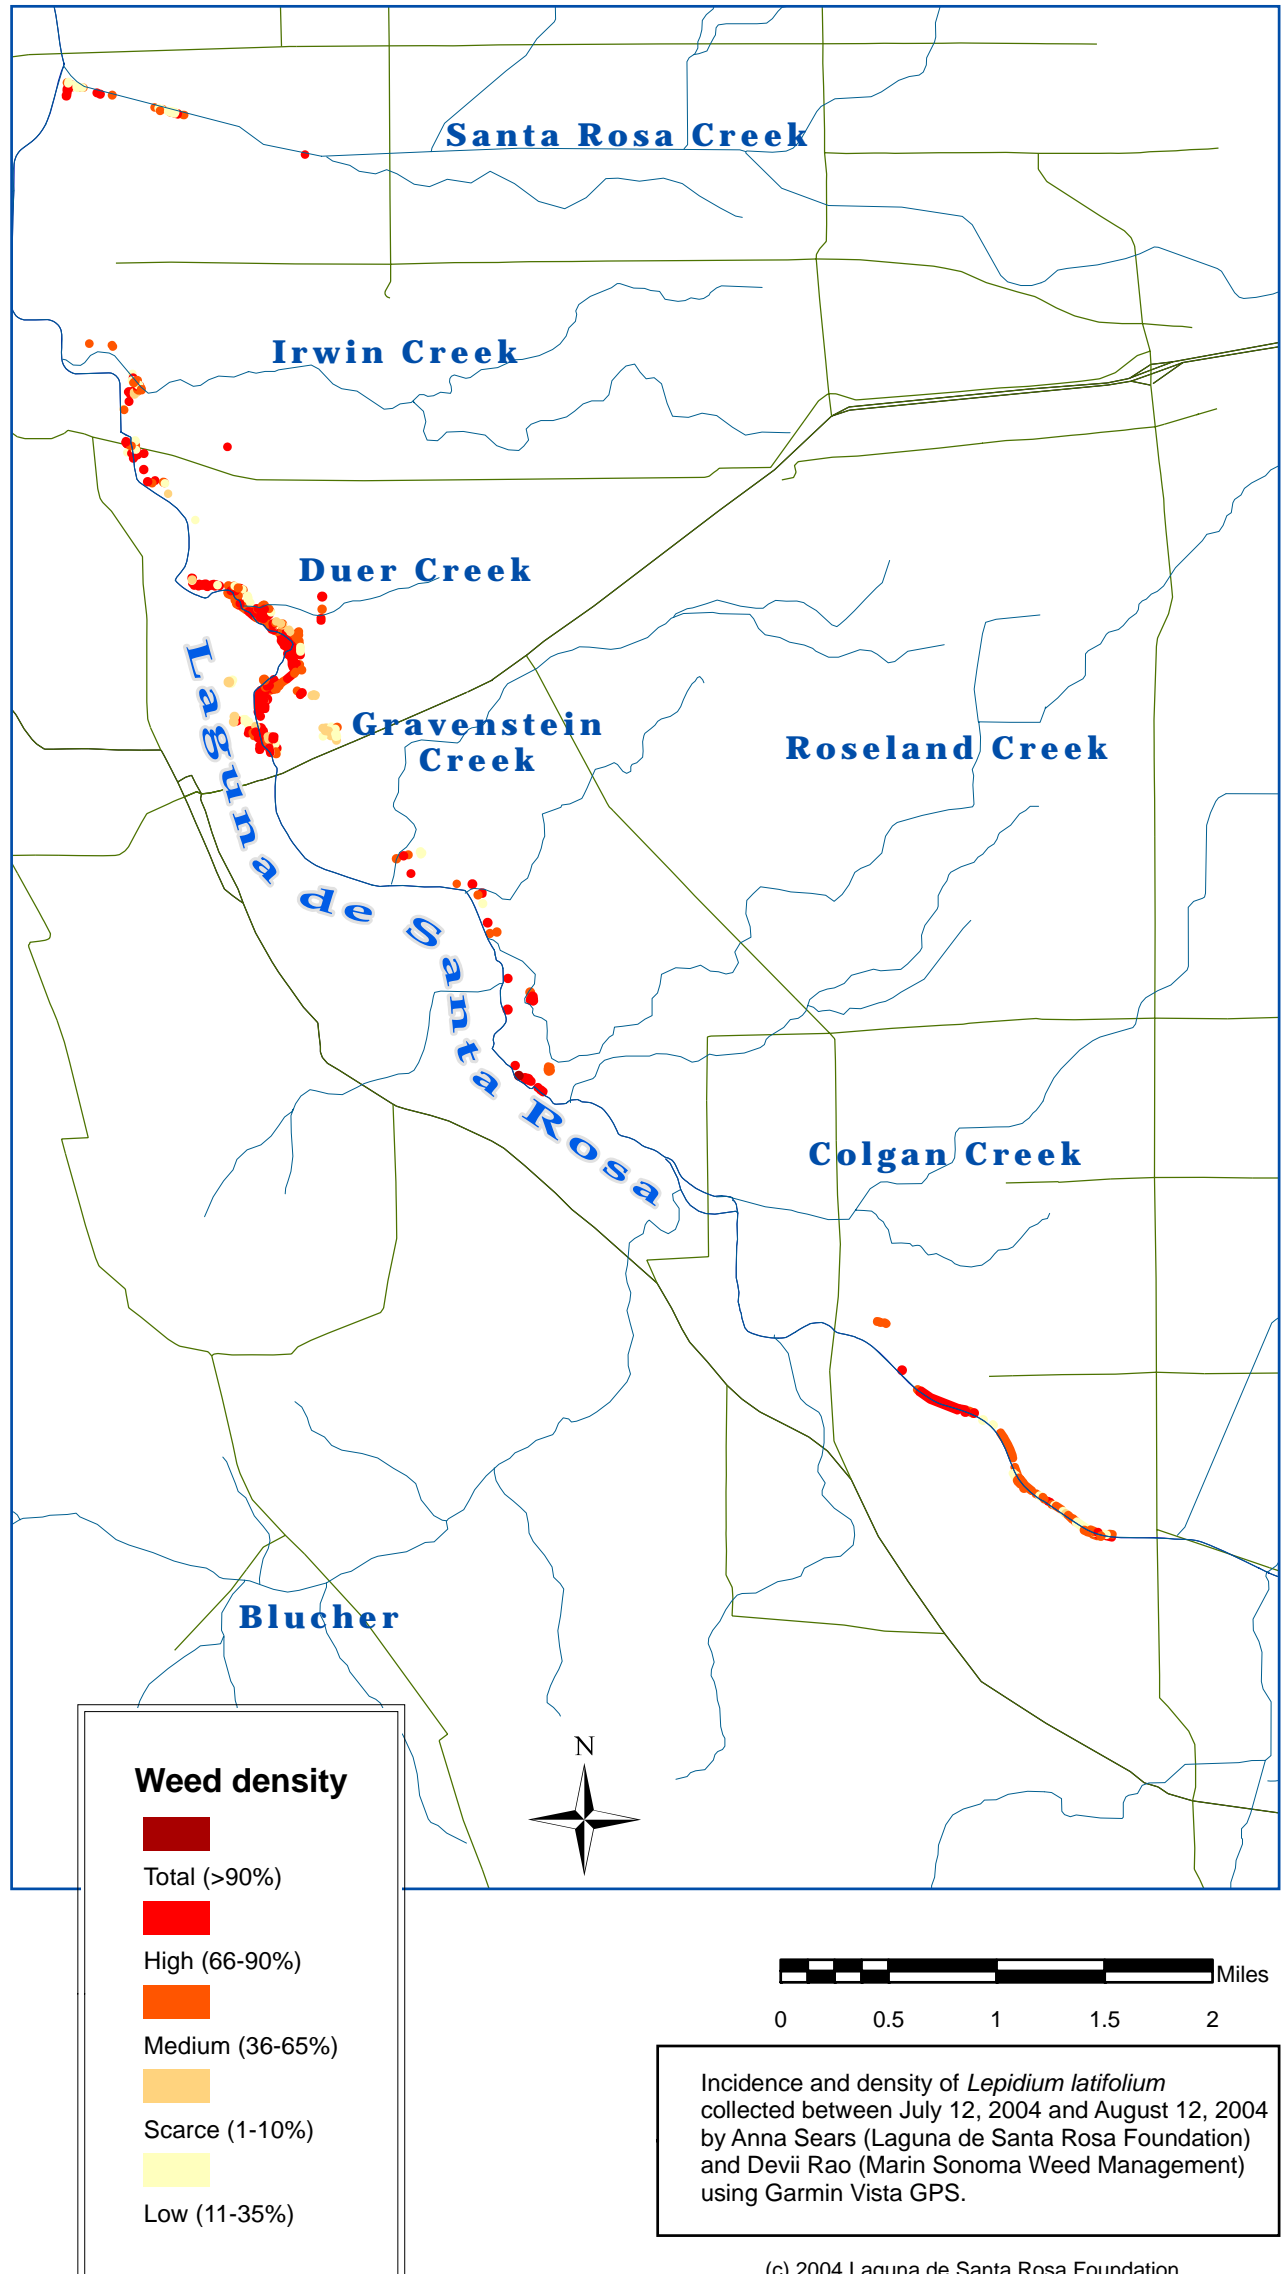 Santa Rosa Creek
Irwin Creek
Duer Creek
Gravenstein
Creek
Roseland Creek
Laguna de Santa Rosa
Colgan Creek
Blucher
N
Weed density
Total (>90%)
High (66-90%)
Medium (36-65%)
Scarce (1-10%)
Low (11-35%)
Miles
0 0.5 1 1.5 2
Incidence and density of Lepidium latifolium
collected between July 12, 2004 and August 12, 2004
by Anna Sears (Laguna de Santa Rosa Foundation)
and Devii Rao (Marin Sonoma Weed Management)
using Garmin Vista GPS.
(c) 2004 Laguna de Santa Rosa Foundation